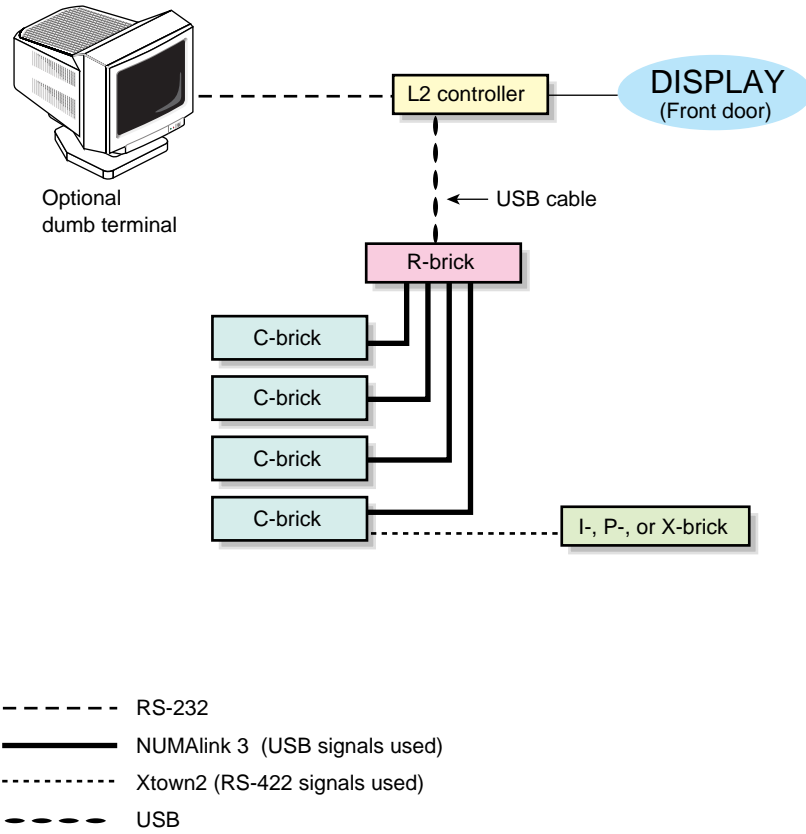 L2 controller
DISPLAY
(Front door)
Optional
dumb terminal
USB cable
R-brick
C-brick
C-brick
C-brick
C-brick
I-, P-, or X-brick
RS-232
NUMAlink 3  (USB signals used)
Xtown2 (RS-422 signals used)
USB